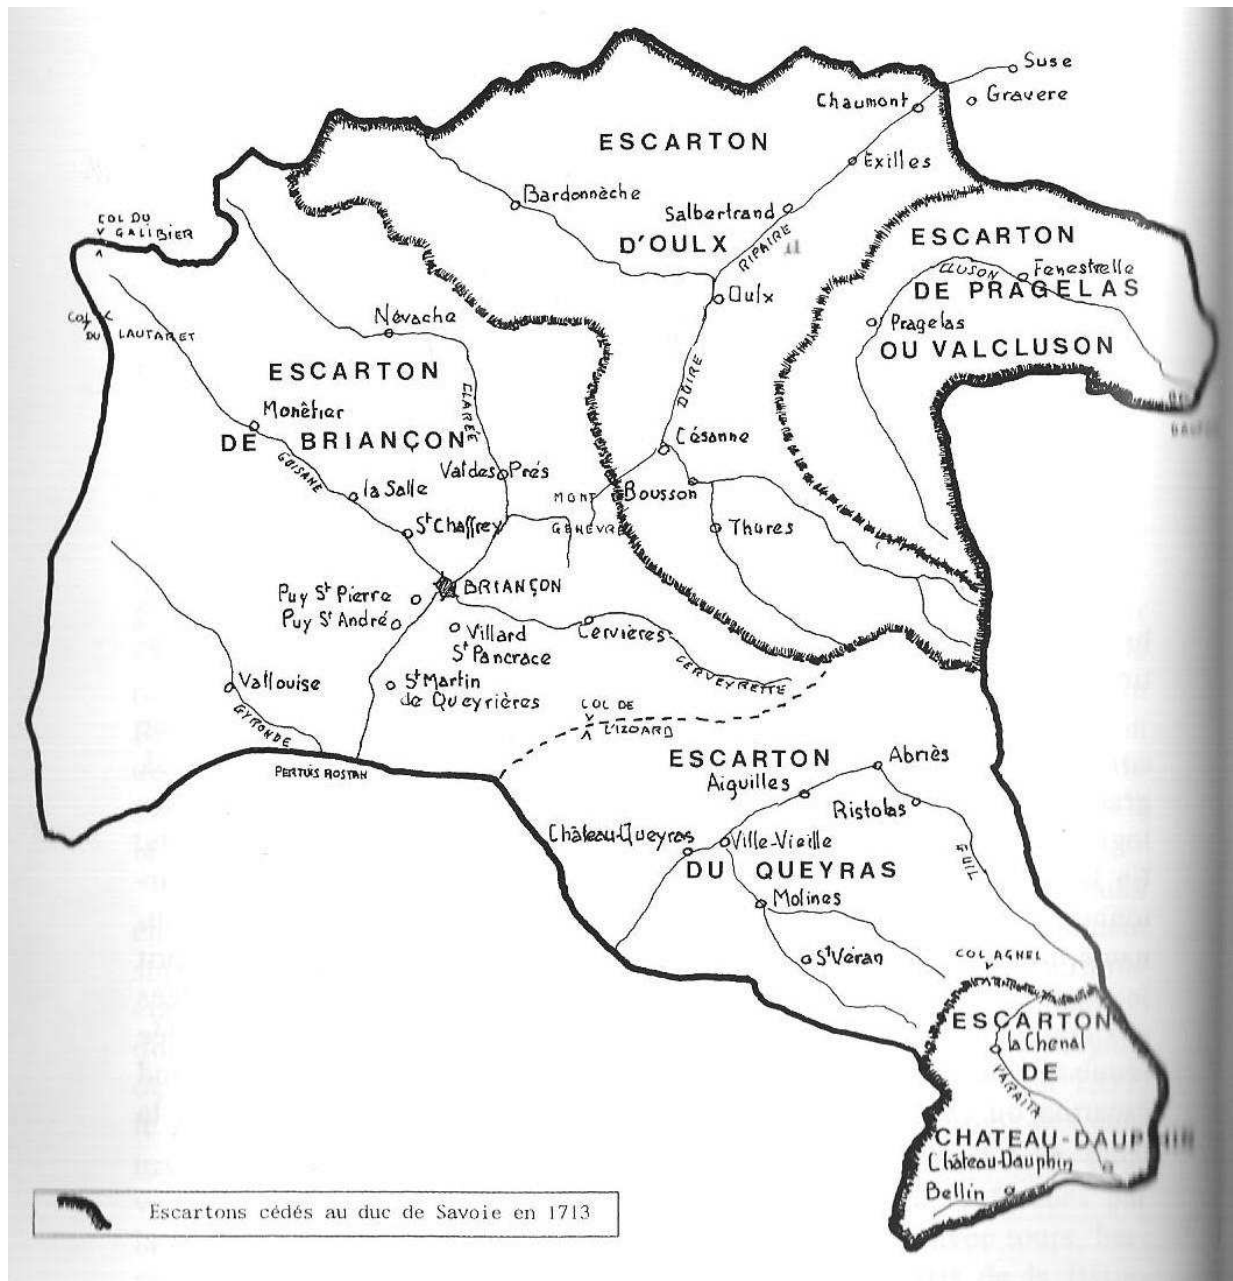 Suse
Chaumont
Gravere
ESCARTON
Exilles
Bardonnèche
Salbertrand
D'OULX
RIPAIRE
COL DU
GALIBIER
ESCARTON
CLUSON
Fenestrelle
DE PRAGELAS
Oulx
Pragelas
OU VALCLUSON
COL
DU LAUTARET
Névache
DOIRE
ESCARTON
CLARÉE
Monêtier
DE BRIANÇON
Césanne
GUISANE
Val des Prés
la Salle
MONT
Bousson
St Chaffrey
GENÈVRE
Thures
BRIANÇON
Puy St Pierre
Puy St André
Villard
St Pancrace
Cervières
CERVEYRETTE
Vallouise
St Martin
de Queyrières
GYRONDE
COL DE
L'IZOARD
PERTUIS ROSTAN
ESCARTON
Abriès
Aiguilles
Ristolas
Château-Queyras
Ville-Vieille
GUIL
DU QUEYRAS
Molines
St Véran
COL AGNEL
ESCARTON
la Chenal
DE
VARAITA
CHATEAU-DAUPHIN
Château-Dauphin
Bellin
Escartons cédés au duc de Savoie en 1713